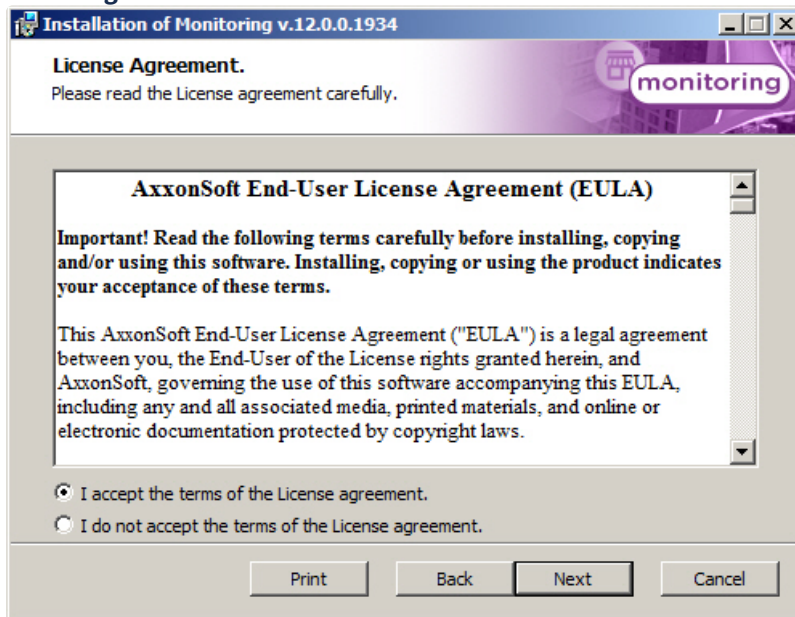 Installation of Monitoring v.12.0.0.1934
License Agreement.
Please read the License agreement carefully.
monitoring
AxxonSoft End-User License Agreement (EULA)
Important! Read the following terms carefully before installing, copying
and/or using this software. Installing, copying or using the product indicates
your acceptance of these terms.
This AxxonSoft End-User License Agreement ("EULA") is a legal agreement
between you, the End-User of the License rights granted herein, and
AxxonSoft, governing the use of this software accompanying this EULA,
including any and all associated media, printed materials, and online or
electronic documentation protected by copyright laws.
I accept the terms of the License agreement.
I do not accept the terms of the License agreement.
Print Back Next Cancel